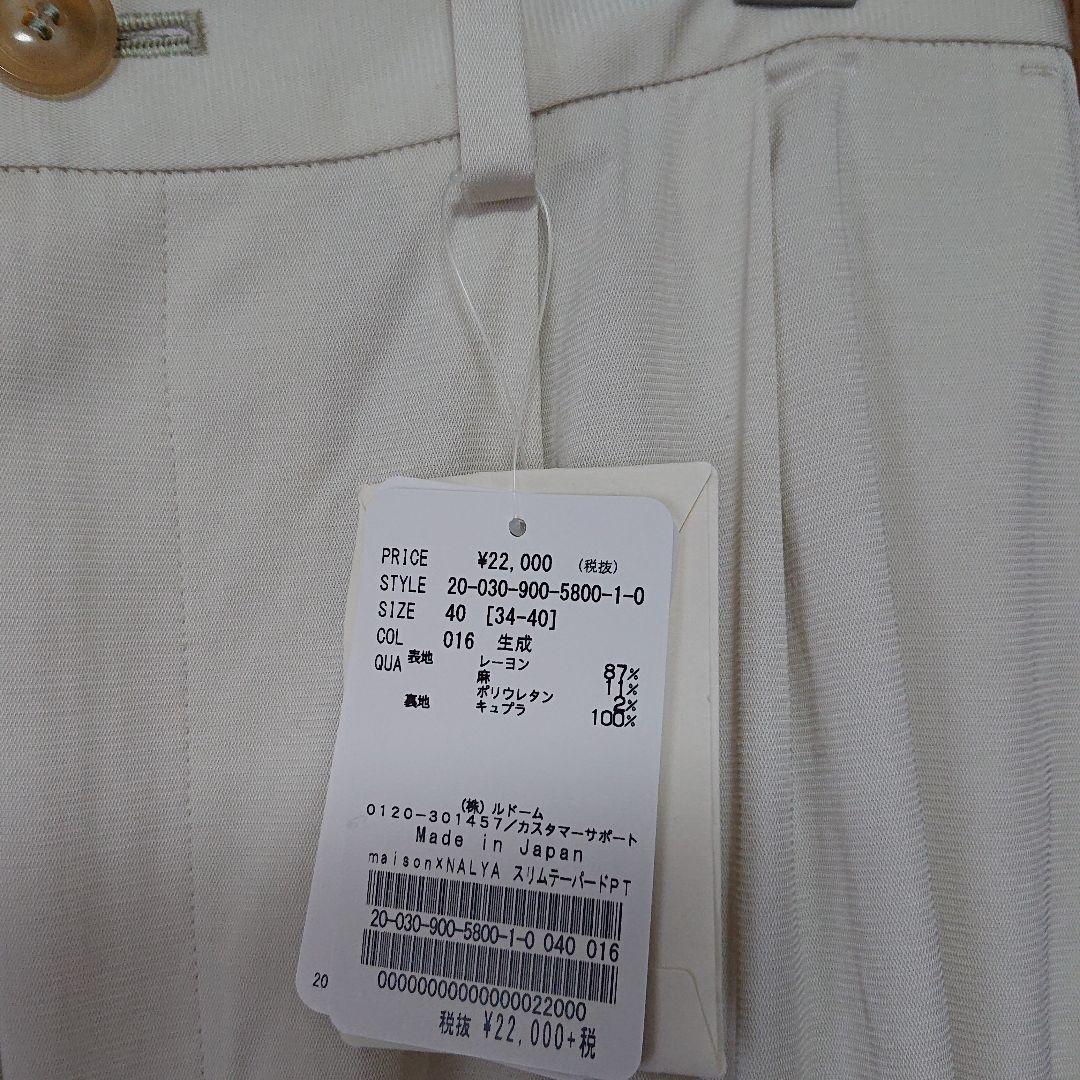 PRICE ¥22,000 (税抜)
STYLE 20-030-900-5800-1-0
SIZE 40 [34-40]
COL 016 生成
QUA 表地 レーヨン 87%
麻 11%
ポリウレタン 2%
裏地 キュプラ 100%
(株)ルドーム
0120-301457/カスタマーサポート
Made in Japan
maison×NALYA スリムテーパードPT
20-030-900-5800-1-0 040 016
0000000000000022000
20
税抜 ¥22,000+税